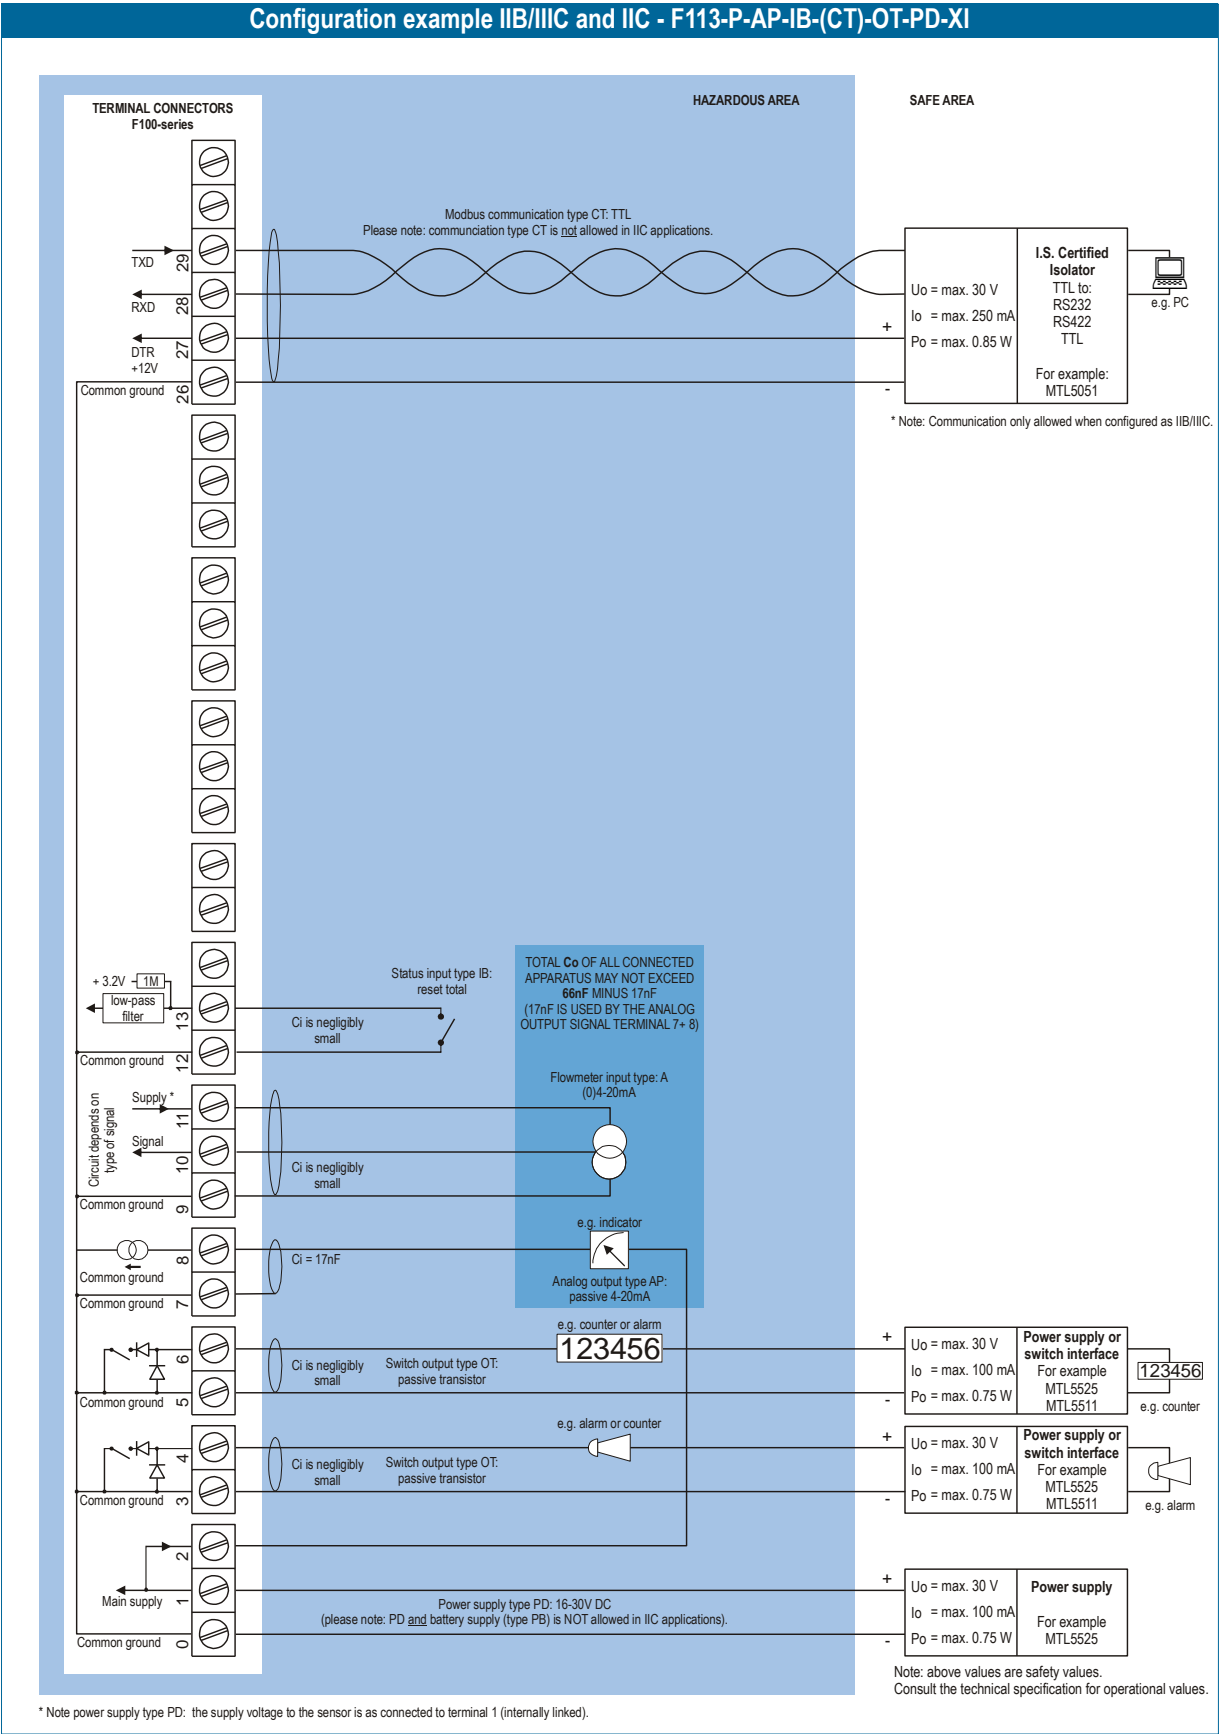 Configuration example IIB/IIIC and IIC - F113-P-AP-IB-(CT)-OT-PD-XI
TERMINAL CONNECTORS
F100-series
HAZARDOUS AREA
SAFE AREA
Modbus communication type CT: TTL
Please note: communciation type CT is not allowed in IIC applications.
TXD
29
RXD
28
DTR
+12V
27
Common ground
26
+
-
Uo = max. 30 V
Io = max. 250 mA
Po = max. 0.85 W
I.S. Certified
Isolator
TTL to:
RS232
RS422
TTL
For example:
MTL5051
e.g. PC
* Note: Communication only allowed when configured as IIB/IIIC.
+ 3.2V
1M
low-pass
filter
13
Common ground
12
Ci is negligibly
small
Status input type IB:
reset total
TOTAL Co OF ALL CONNECTED
APPARATUS MAY NOT EXCEED
66nF MINUS 17nF
(17nF IS USED BY THE ANALOG
OUTPUT SIGNAL TERMINAL 7+ 8)
Flowmeter input type: A
(0)4-20mA
Circuit depends on
type of signal
Supply *
11
Signal
10
Common ground
9
Ci is negligibly
small
8
Common ground
Common ground
7
Ci = 17nF
e.g. indicator
Analog output type AP:
passive 4-20mA
6
Common ground
5
Ci is negligibly
small
Switch output type OT:
passive transistor
e.g. counter or alarm
123456
+
-
Uo = max. 30 V
Io = max. 100 mA
Po = max. 0.75 W
Power supply or
switch interface
For example
MTL5525
MTL5511
123456
e.g. counter
4
Common ground
3
Ci is negligibly
small
Switch output type OT:
passive transistor
e.g. alarm or counter
+
-
Uo = max. 30 V
Io = max. 100 mA
Po = max. 0.75 W
Power supply or
switch interface
For example
MTL5525
MTL5511
e.g. alarm
2
Main supply
1
Common ground
0
Power supply type PD: 16-30V DC
(please note: PD and battery supply (type PB) is NOT allowed in IIC applications).
+
-
Uo = max. 30 V
Io = max. 100 mA
Po = max. 0.75 W
Power supply
For example
MTL5525
Note: above values are safety values.
Consult the technical specification for operational values.
* Note power supply type PD: the supply voltage to the sensor is as connected to terminal 1 (internally linked).